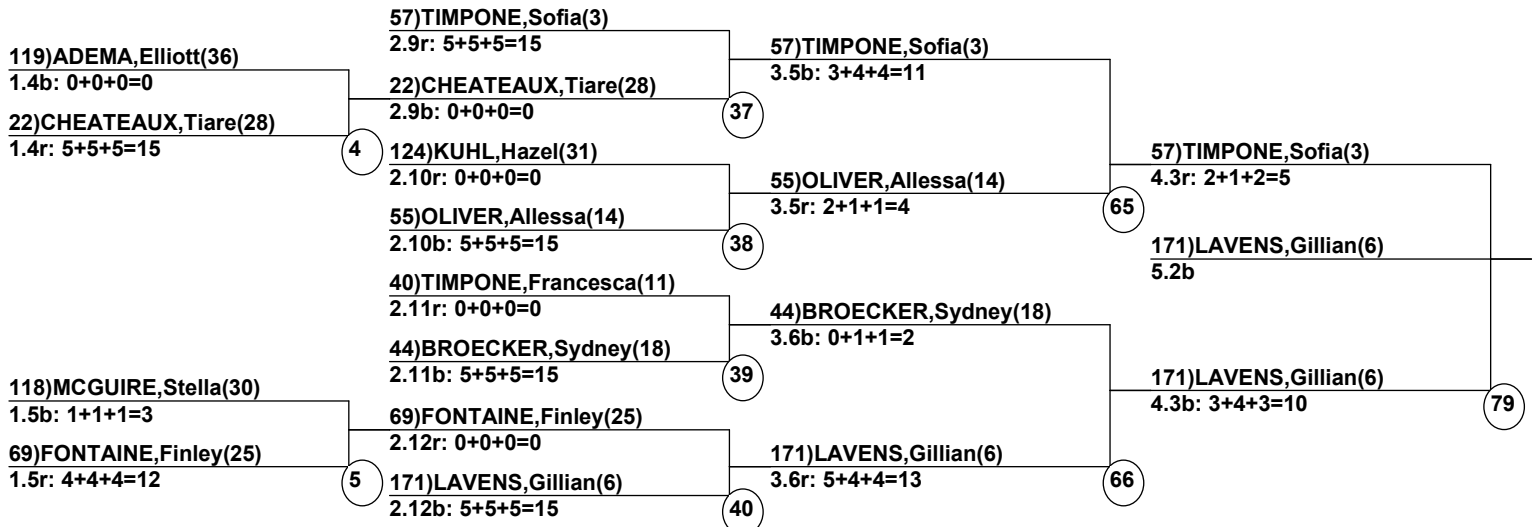 119)ADEMA,Elliott(36)
1.4b: 0+0+0=0
22)CHEATEAUX,Tiare(28)
1.4r: 5+5+5=15
4
118)MCGUIRE,Stella(30)
1.5b: 1+1+1=3
69)FONTAINE,Finley(25)
1.5r: 4+4+4=12
5
57)TIMPONE,Sofia(3)
2.9r: 5+5+5=15
22)CHEATEAUX,Tiare(28)
2.9b: 0+0+0=0
37
124)KUHL,Hazel(31)
2.10r: 0+0+0=0
55)OLIVER,Allessa(14)
2.10b: 5+5+5=15
38
40)TIMPONE,Francesca(11)
2.11r: 0+0+0=0
44)BROECKER,Sydney(18)
2.11b: 5+5+5=15
39
69)FONTAINE,Finley(25)
2.12r: 0+0+0=0
171)LAVENS,Gillian(6)
2.12b: 5+5+5=15
40
57)TIMPONE,Sofia(3)
3.5b: 3+4+4=11
55)OLIVER,Allessa(14)
3.5r: 2+1+1=4
65
44)BROECKER,Sydney(18)
3.6b: 0+1+1=2
171)LAVENS,Gillian(6)
3.6r: 5+4+4=13
66
57)TIMPONE,Sofia(3)
4.3r: 2+1+2=5
171)LAVENS,Gillian(6)
5.2b
171)LAVENS,Gillian(6)
4.3b: 3+4+3=10
79